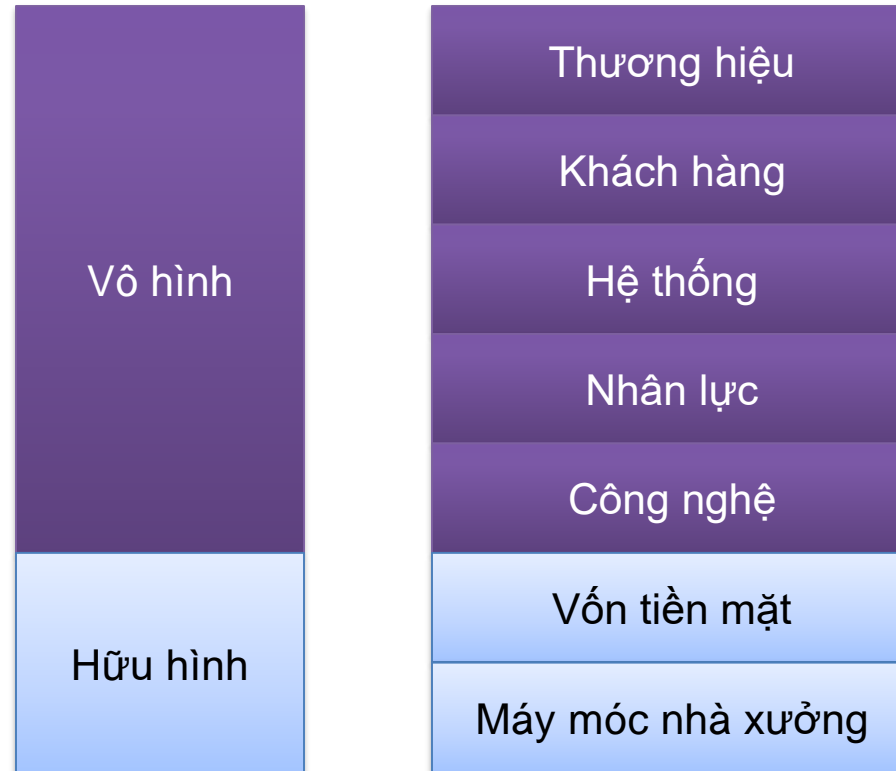 Vô hình
Hữu hình
Thương hiệu
Khách hàng
Hệ thống
Nhân lực
Công nghệ
Vốn tiền mặt
Máy móc nhà xưởng